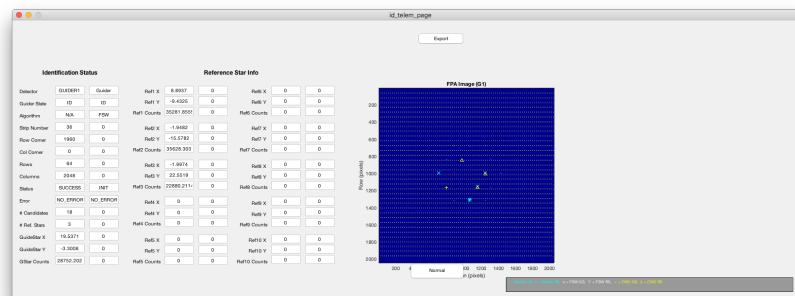 id_telem_page
Export
Identification Status
Reference Star Info
FPA Image (G1)
Detector GUIDER1 Guider
Guider State ID ID
Algorithm N/A FSW
Strip Number 36 0
Row Corner 1960 0
Col Corner 0 0
Rows 64 0
Columns 2048 0
Status SUCCESS INIT
Error NO_ERROR NO_ERROR
# Candidates 18 0
# Ref. Stars 3 0
GuideStar X 19.5371 0
GuideStar Y -3.3008 0
GStar Counts 28752.202 0
Ref1 X 8.8937 0
Ref1 Y -9.4325 0
Ref1 Counts 0
Ref2 X -1.9482 0
Ref2 Y -15.5782 0
Ref2 Counts 35628.303 0
Ref3 X -1.9974 0
Ref3 Y 22.5519 0
Ref3 Counts 22880.211 0
Ref4 X 0 0
Ref4 Y 0 0
Ref4 Counts 0 0
Ref5 X 0 0
Ref5 Y 0 0
Ref5 Counts 0 0
Ref6 X 0 0
Ref6 Y 0 0
Ref6 Counts 0 0
Ref7 X 0 0
Ref7 Y 0 0
Ref7 Counts 0 0
Ref8 X 0 0
Ref8 Y 0 0
Ref8 Counts 0 0
Ref9 X 0 0
Ref9 Y 0 0
Ref9 Counts 0 0
Ref10 X 0 0
Ref10 Y 0 0
Ref10 Counts 0 0
Row (pixels)
200
400
600
800
1000
1200
1400
1600
1800
2000
200 1000 1200 1400 1600 1800 2000
Normal
(pixels)